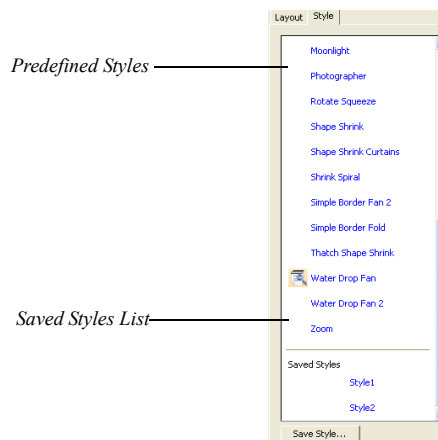 Layout Style
Moonlight
Predefined Styles
Photographer
Rotate Squeeze
Shape Shrink
Shape Shrink Curtains
Shrink Spiral
Simple Border Fan 2
Simple Border Fold
Thatch Shape Shrink
Water Drop Fan
Water Drop Fan 2
Saved Styles List
Zoom
Saved Styles
Style1
Style2
Save Style...